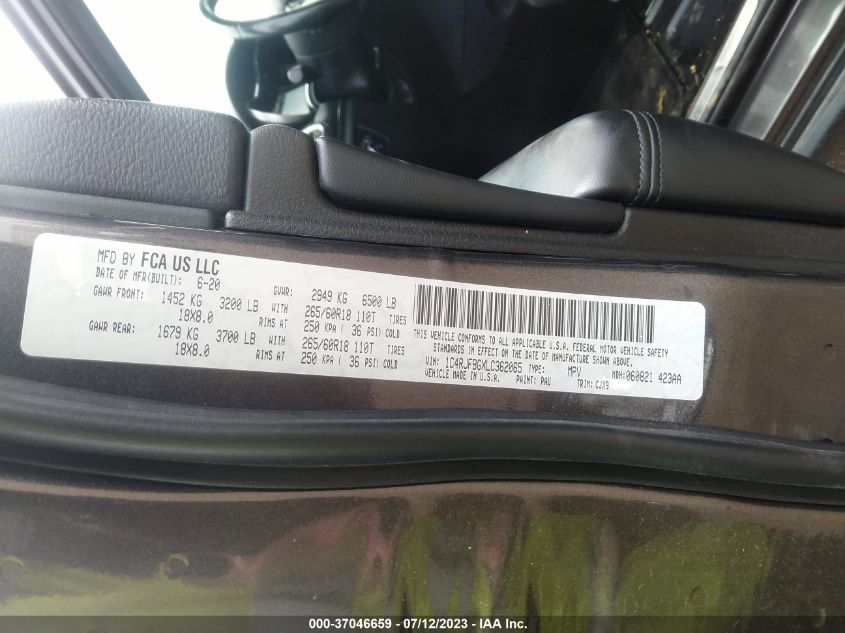 MFD BY FCA US LLC
DATE OF MFR(BUILT): 6-20 GVWR: 2949 KG 6500 LB
GAWR FRONT: 1452 KG 3200 LB WITH 265/60R18 110T TIRES
18X8.0 RIMS AT 250 KPA ( 36 PSI) COLD
GAWR REAR: 1679 KG 3700 LB WITH 265/60R18 110T TIRES
18X8.0 RIMS AT 250 KPA ( 36 PSI) COLD
THIS VEHICLE CONFORMS TO ALL APPLICABLE U.S.A. FEDERAL MOTOR VEHICLE SAFETY
STANDARDS IN EFFECT ON THE DATE OF MANUFACTURE SHOWN ABOVE.
VIN: 1C4RJFBGXLC362065 TYPE: MPV MDH: 060821 423AA
VEHICLE MADE IN U.S.A. PAINT: PAU TRIM: CJX9
000-37046659 - 07/12/2023 - IAA Inc.